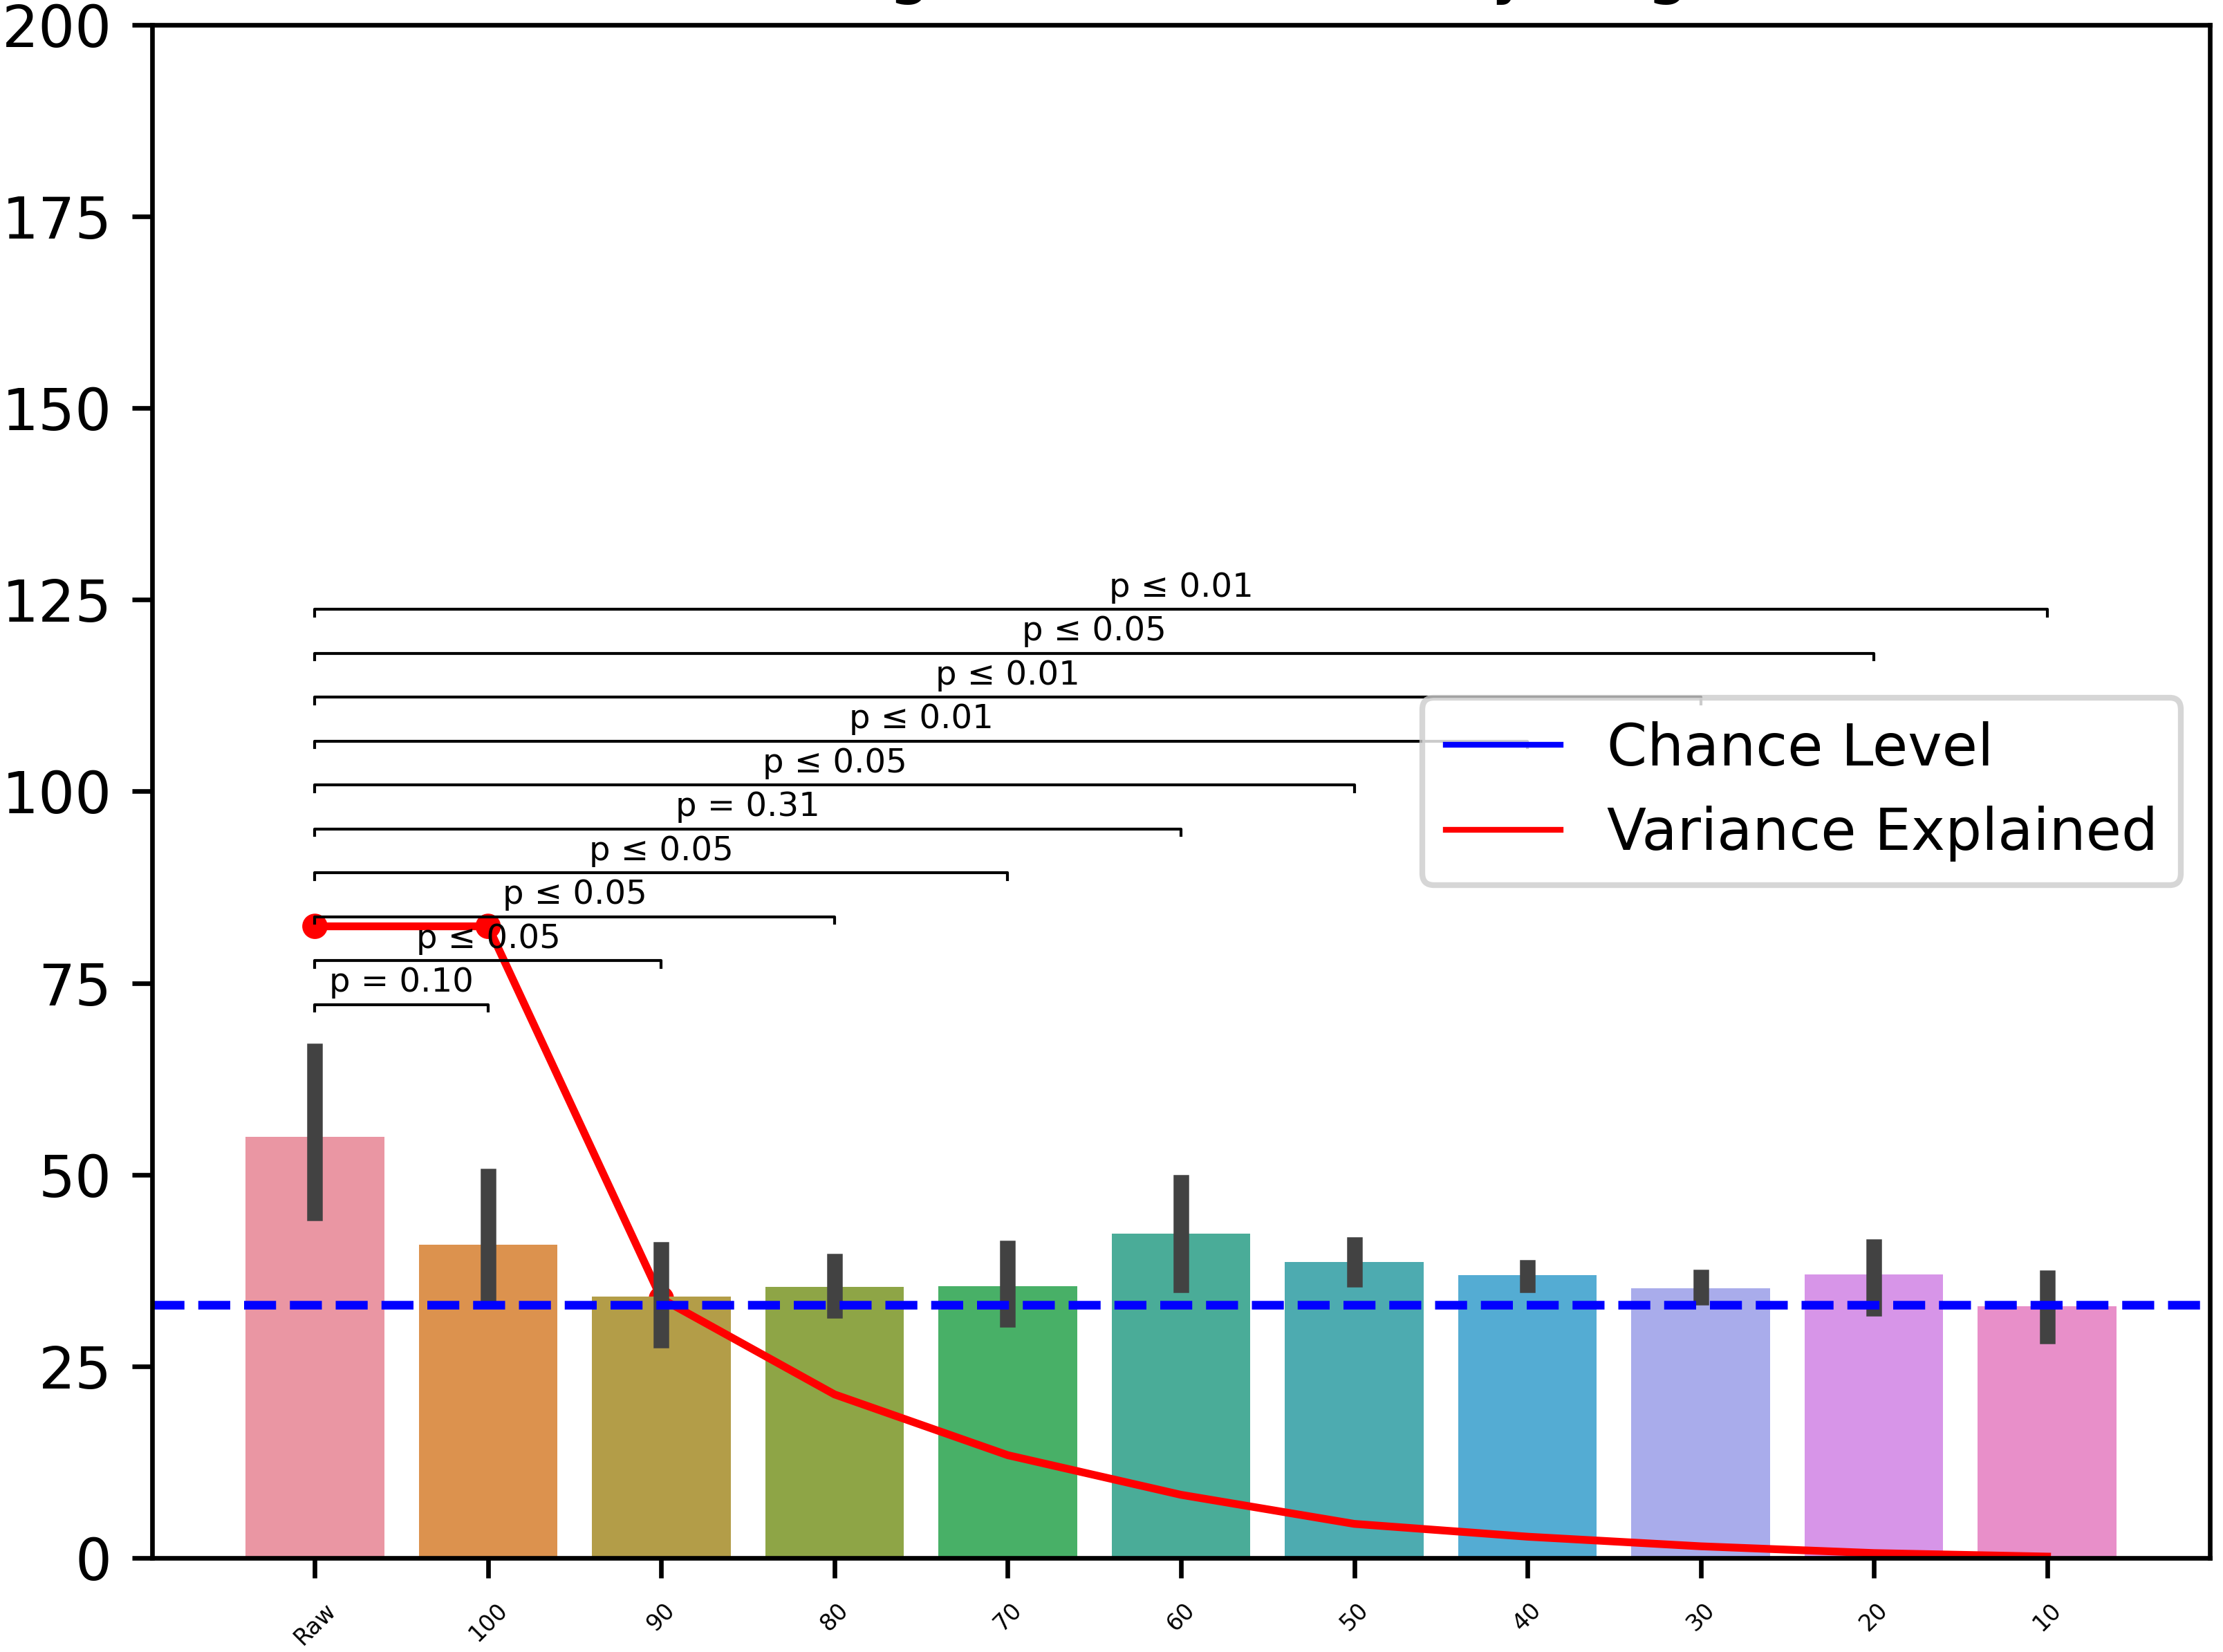 200
175
150
125
100
75
50
25
0
p ≤ 0.01
p ≤ 0.05
p ≤ 0.01
p ≤ 0.01
p ≤ 0.05
p = 0.31
p ≤ 0.05
p ≤ 0.05
p ≤ 0.05
p = 0.10
Chance Level
Variance Explained
Raw 100 90 80 70 60 50 40 30 20 10